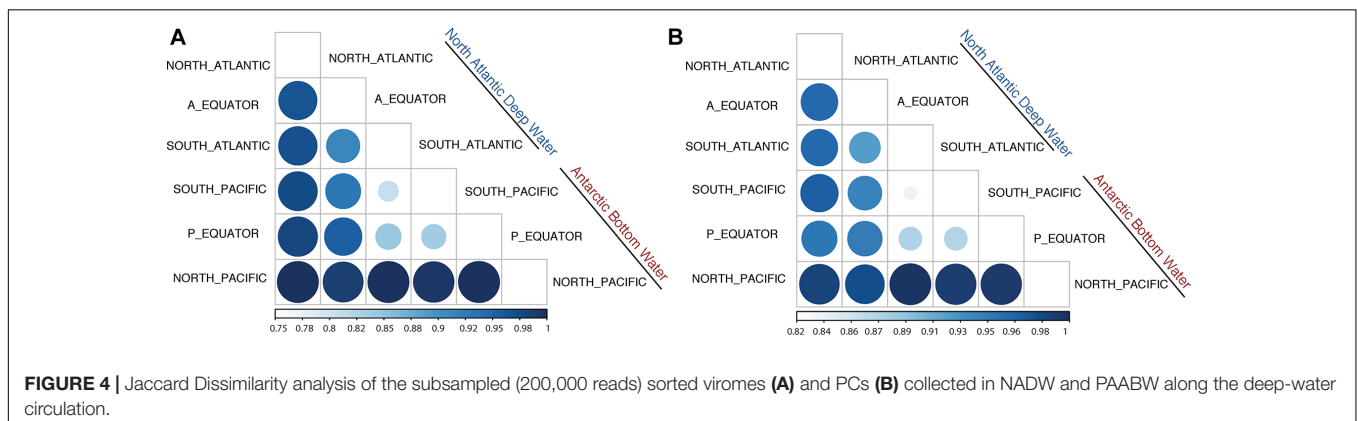 A
NORTH_ATLANTIC
NORTH_ATLANTIC
A_EQUATOR
A_EQUATOR
SOUTH_ATLANTIC
SOUTH_ATLANTIC
SOUTH_PACIFIC
SOUTH_PACIFIC
P_EQUATOR
P_EQUATOR
NORTH_PACIFIC
NORTH_PACIFIC
North Atlantic Deep Water
Antarctic Bottom Water
0.75 0.78 0.8 0.82 0.85 0.88 0.9 0.92 0.95 0.98 1
B
NORTH_ATLANTIC
NORTH_ATLANTIC
A_EQUATOR
A_EQUATOR
SOUTH_ATLANTIC
SOUTH_ATLANTIC
SOUTH_PACIFIC
SOUTH_PACIFIC
P_EQUATOR
P_EQUATOR
NORTH_PACIFIC
NORTH_PACIFIC
North Atlantic Deep Water
Antarctic Bottom Water
0.82 0.84 0.86 0.87 0.89 0.91 0.93 0.95 0.96 0.98 1
FIGURE 4 | Jaccard Dissimilarity analysis of the subsampled (200,000 reads) sorted viromes (A) and PCs (B) collected in NADW and PAABW along the deep-water
circulation.